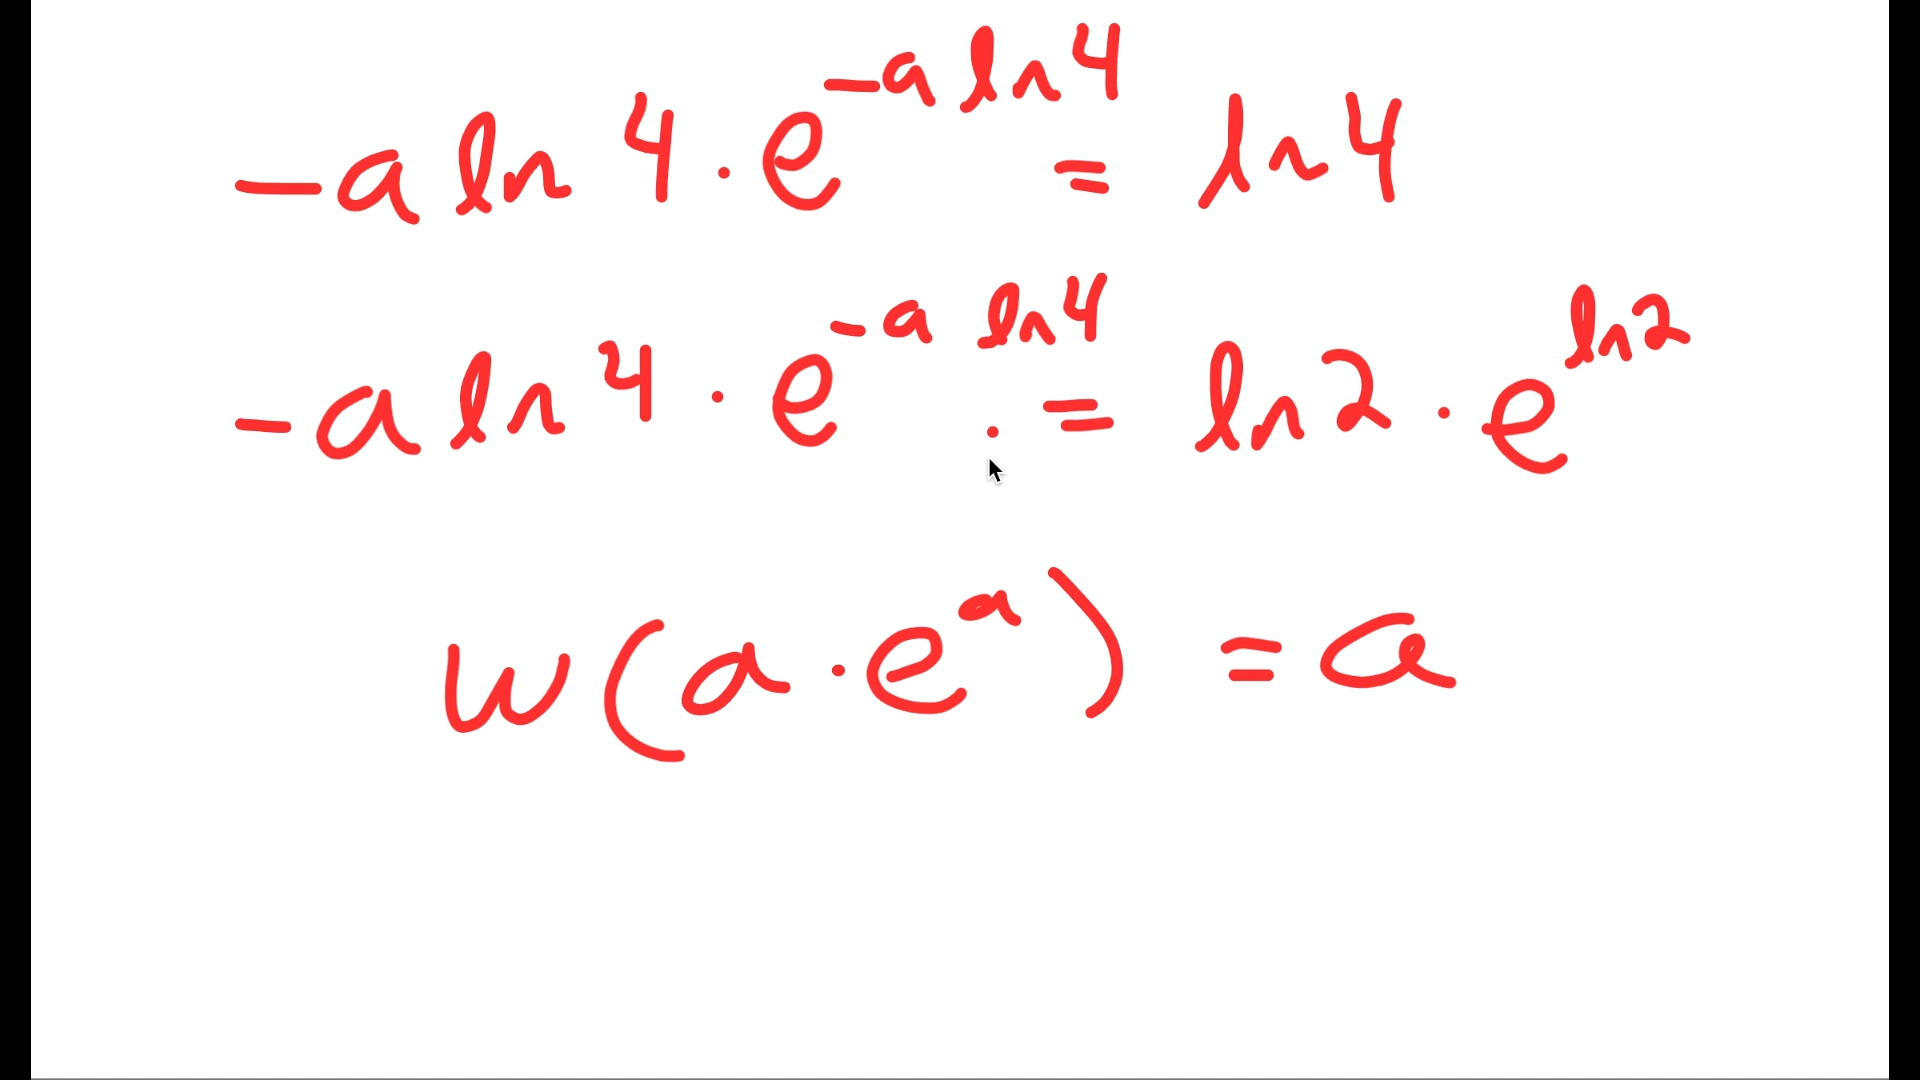 -a ln 4 · e^{-a ln 4} = ln 4
-a ln 4 · e^{-a ln 4} . = ln 2 · e^{ln 2}
W(a · e^a) = a